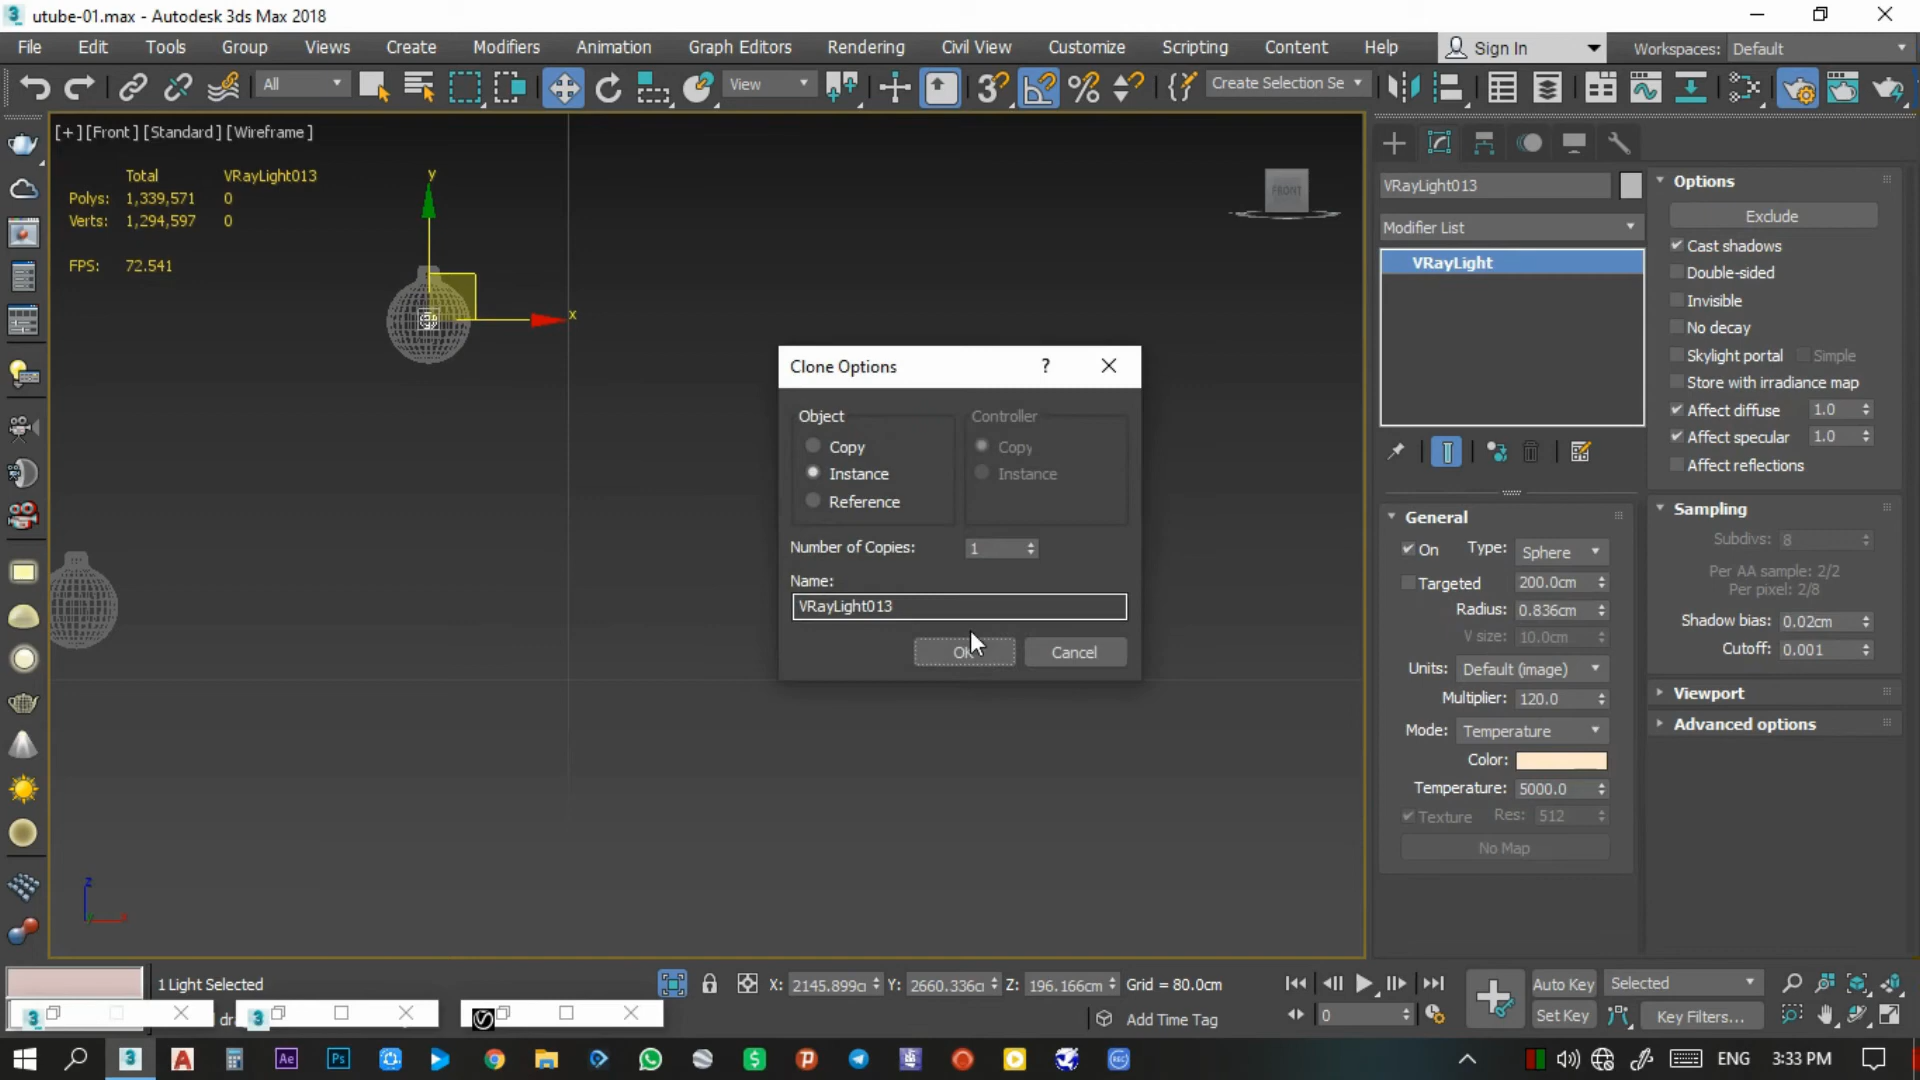 utube-01.max - Autodesk 3ds Max 2018
File Edit Tools Group Views Create Modifiers Animation Graph Editors Rendering Civil View Customize Scripting Content Help Sign In Workspaces: Default
All View Create Selection Se
[+] [Front] [Standard] [Wireframe]
Total VRayLight013
Polys: 1,339,571 0
Verts: 1,294,597 0
FPS: 72.541
y
x
FRONT
Clone Options ? 
Object Controller
Copy Copy
Instance Instance
Reference
Number of Copies: 1
Name:
VRayLight013
OK Cancel
z
x
VRayLight013
Modifier List
VRayLight
General
On Type: Sphere
Targeted 200.0cm
Radius: 0.836cm
V size: 10.0cm
Units: Default (image)
Multiplier: 120.0
Mode: Temperature
Color:
Temperature: 5000.0
Texture Res: 512
No Map
Options
Exclude
Cast shadows
Double-sided
Invisible
No decay
Skylight portal Simple
Store with irradiance map
Affect diffuse 1.0
Affect specular 1.0
Affect reflections
Sampling
Subdivs: 8
Per AA sample: 2/2
Per pixel: 2/8
Shadow bias: 0.02cm
Cutoff: 0.001
Viewport
Advanced options
1 Light Selected X: 2145.899c Y: 2660.336c Z: 196.166cm Grid = 80.0cm
Auto Key Selected
Add Time Tag 0 Set Key Key Filters...
ENG 3:33 PM